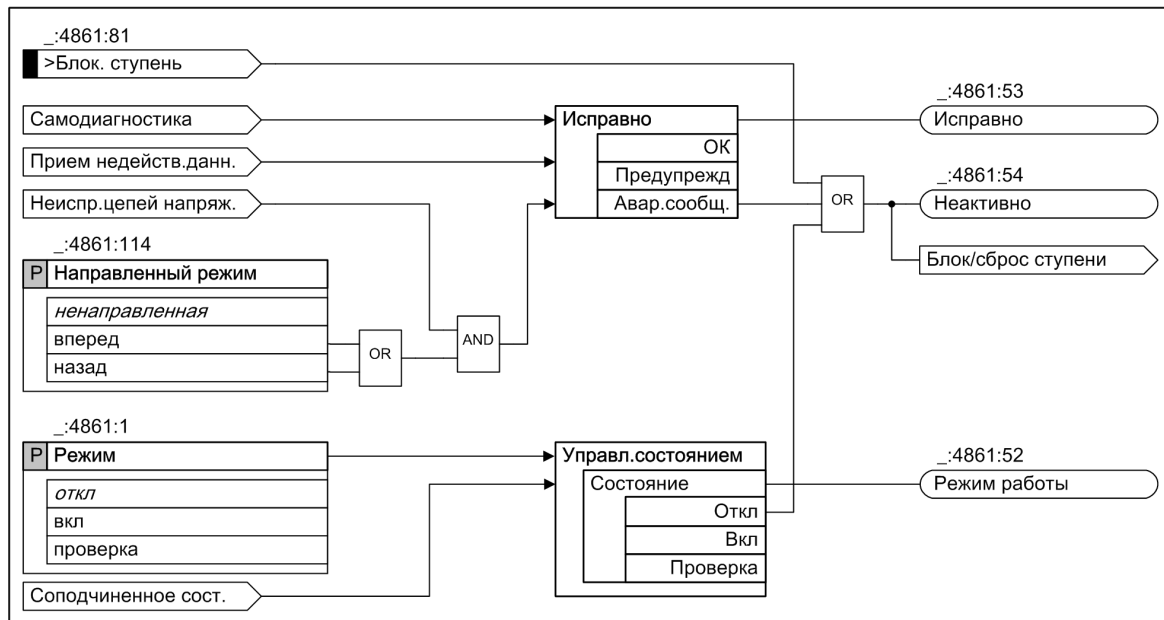 _:4861:81
>Блок. ступень
Самодиагностика
Прием недейств.данн.
Неиспр.цепей напряж.
_:4861:114
P Направленный режим
ненаправленная
вперед
назад
OR
AND
Исправно
ОК
Предупрежд
Авар.сообщ.
OR
_:4861:53
Исправно
_:4861:54
Неактивно
Блок/сброс ступени
_:4861:1
P Режим
откл
вкл
проверка
Соподчиненное сост.
Управл.состоянием
Состояние
Откл
Вкл
Проверка
_:4861:52
Режим работы